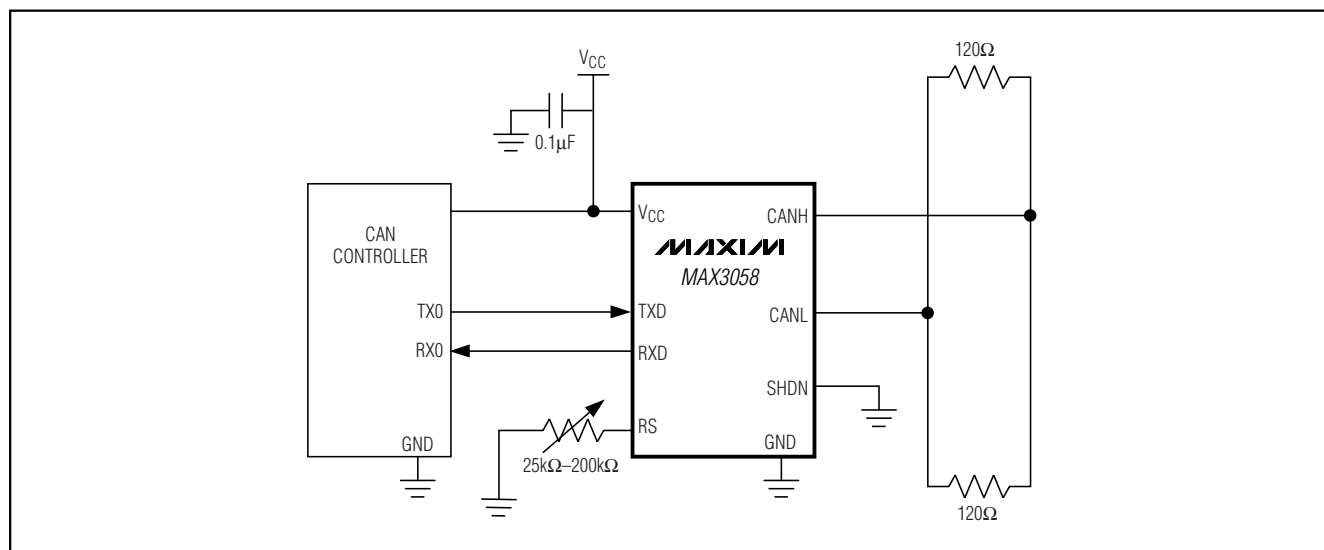 120Ω
VCC
0.1µF
CAN
CONTROLLER
TX0
RX0
GND
VCC
CANH
MAXIM
MAX3058
TXD
CANL
RXD
SHDN
RS
GND
25kΩ–200kΩ
120Ω